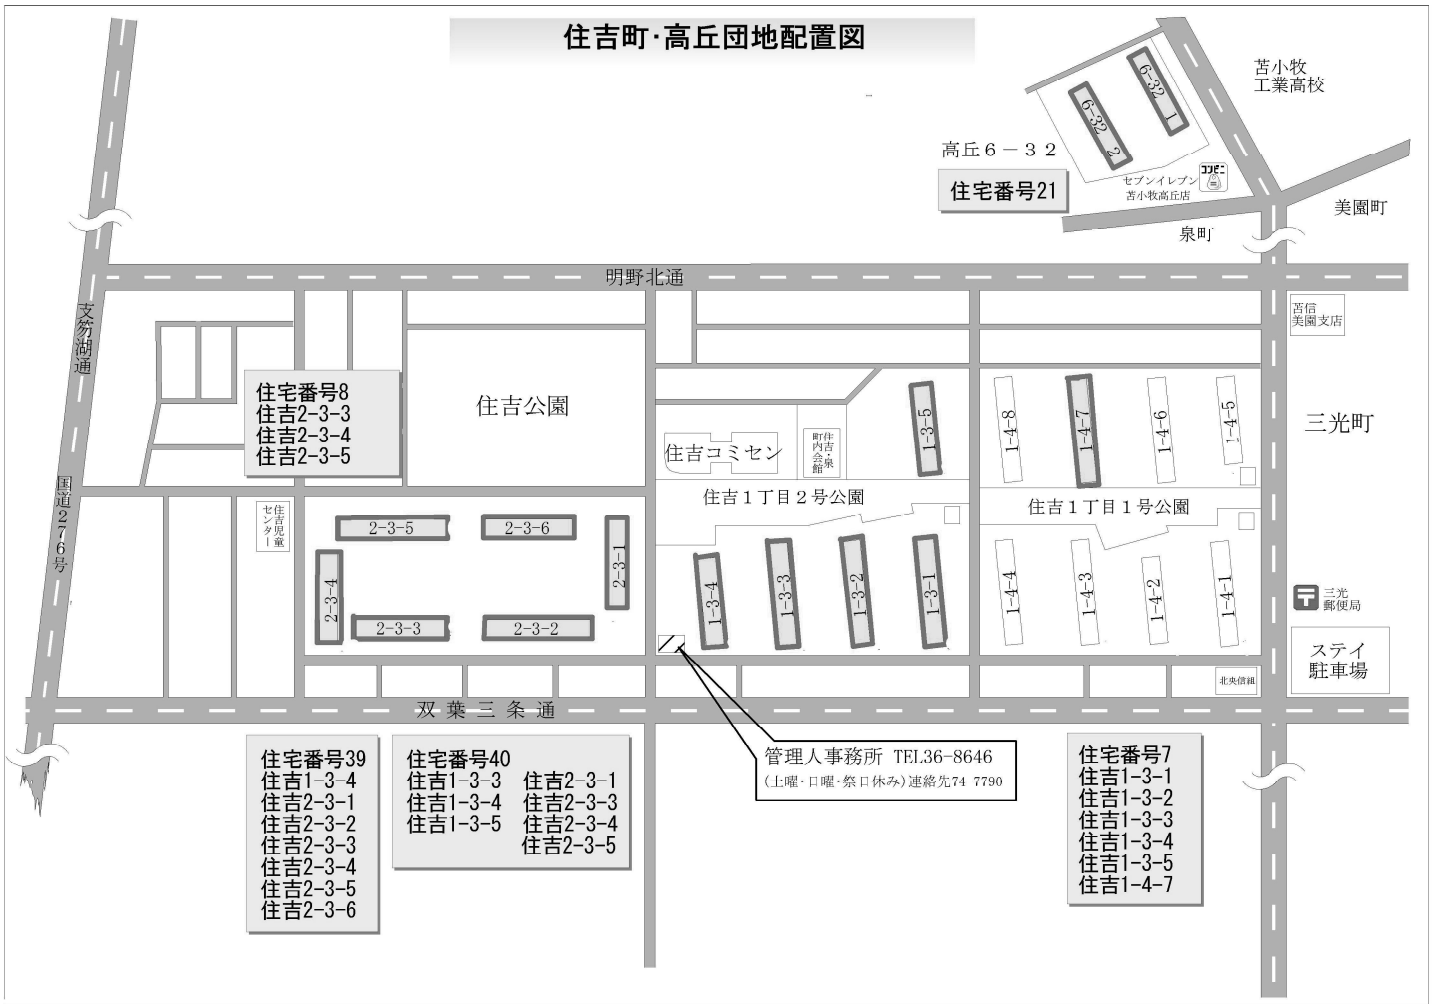 住吉町･高丘団地配置図
苫小牧
工業高校
6-32 1
6-32 2
高丘６－３２
住宅番号21
コンビニ
セブンイレブン
苫小牧高丘店
美園町
泉町
明野北通
支笏湖通
苫信
美園支店
住宅番号8
住吉2-3-3
住吉2-3-4
住吉2-3-5
住吉公園
住吉コミセン
住吉・泉
町内会館
1-3-5
1-4-8
1-4-7
1-4-6
1-4-5
三光町
住吉１丁目２号公園
住吉１丁目１号公園
国道276号
住吉児童
センター
2-3-5
2-3-6
2-3-1
2-3-4
2-3-3
2-3-2
1-3-4
1-3-3
1-3-2
1-3-1
1-4-4
1-4-3
1-4-2
1-4-1
三光
郵便局
ステイ
駐車場
北央信組
双葉三条通
管理人事務所 TEL36-8646
(土曜･日曜･祭日休み)連絡先74 7790
住宅番号39
住吉1-3-4
住吉2-3-1
住吉2-3-2
住吉2-3-3
住吉2-3-4
住吉2-3-5
住吉2-3-6
住宅番号40
住吉1-3-3 住吉2-3-1
住吉1-3-4 住吉2-3-3
住吉1-3-5 住吉2-3-4
住吉2-3-5
住宅番号7
住吉1-3-1
住吉1-3-2
住吉1-3-3
住吉1-3-4
住吉1-3-5
住吉1-4-7